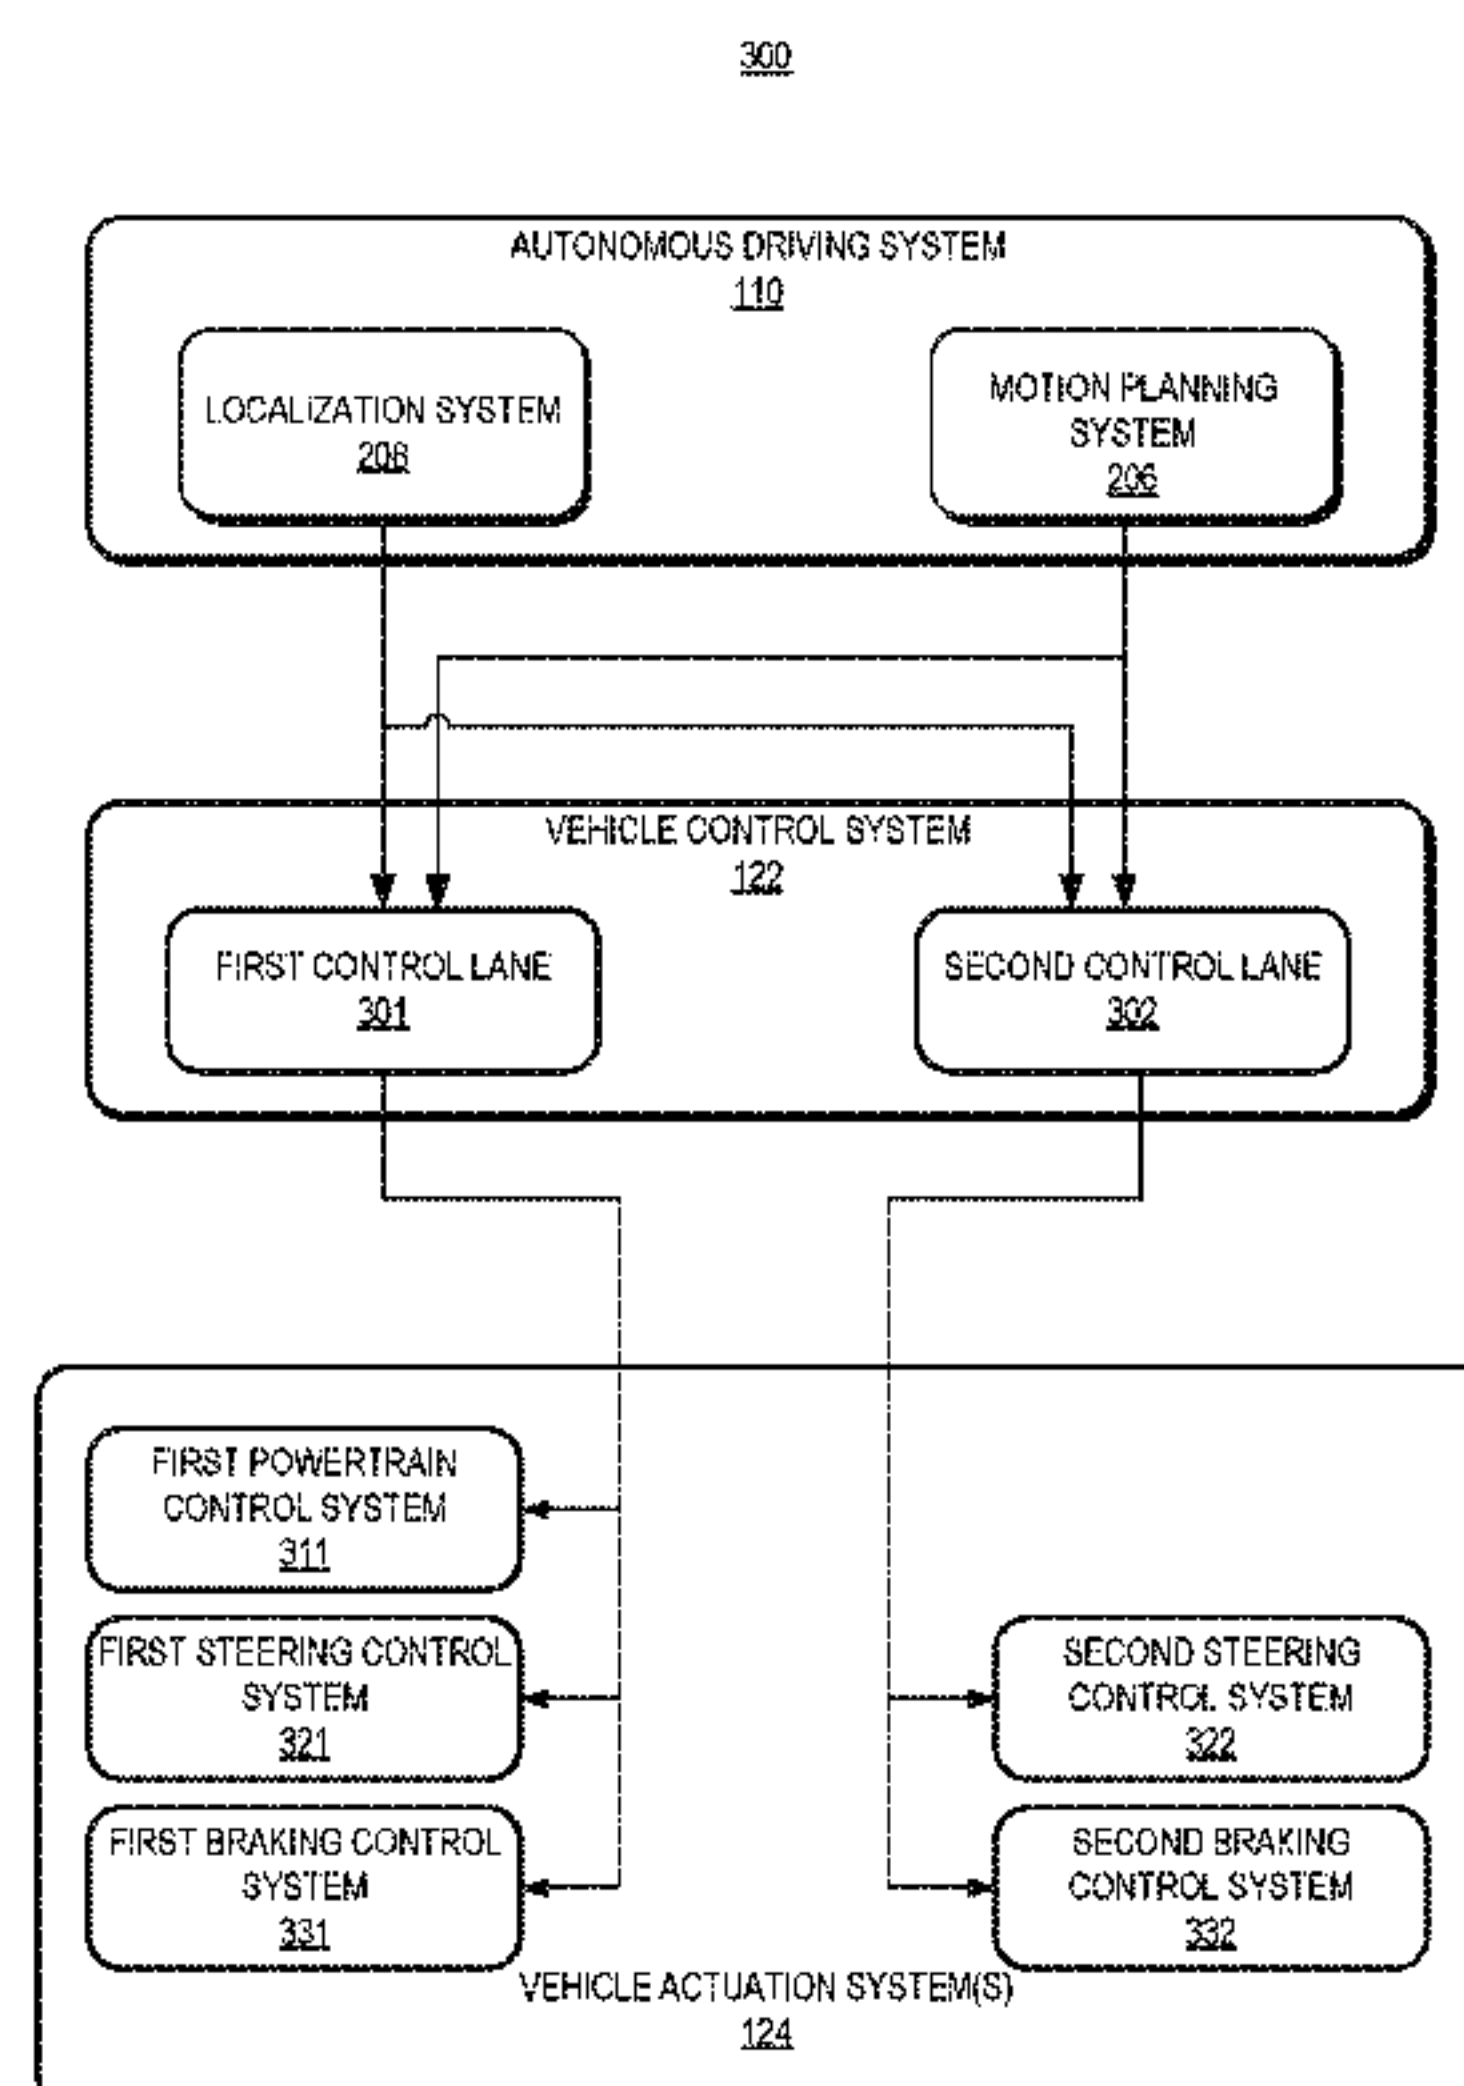 300
AUTONOMOUS DRIVING SYSTEM
110
LOCALIZATION SYSTEM
208
MOTION PLANNING
SYSTEM
206
VEHICLE CONTROL SYSTEM
122
FIRST CONTROL LANE
301
SECOND CONTROL LANE
302
FIRST POWERTRAIN
CONTROL SYSTEM
311
FIRST STEERING CONTROL
SYSTEM
321
SECOND STEERING
CONTROL SYSTEM
322
FIRST BRAKING CONTROL
SYSTEM
331
SECOND BRAKING
CONTROL SYSTEM
332
VEHICLE ACTUATION SYSTEM(S)
124